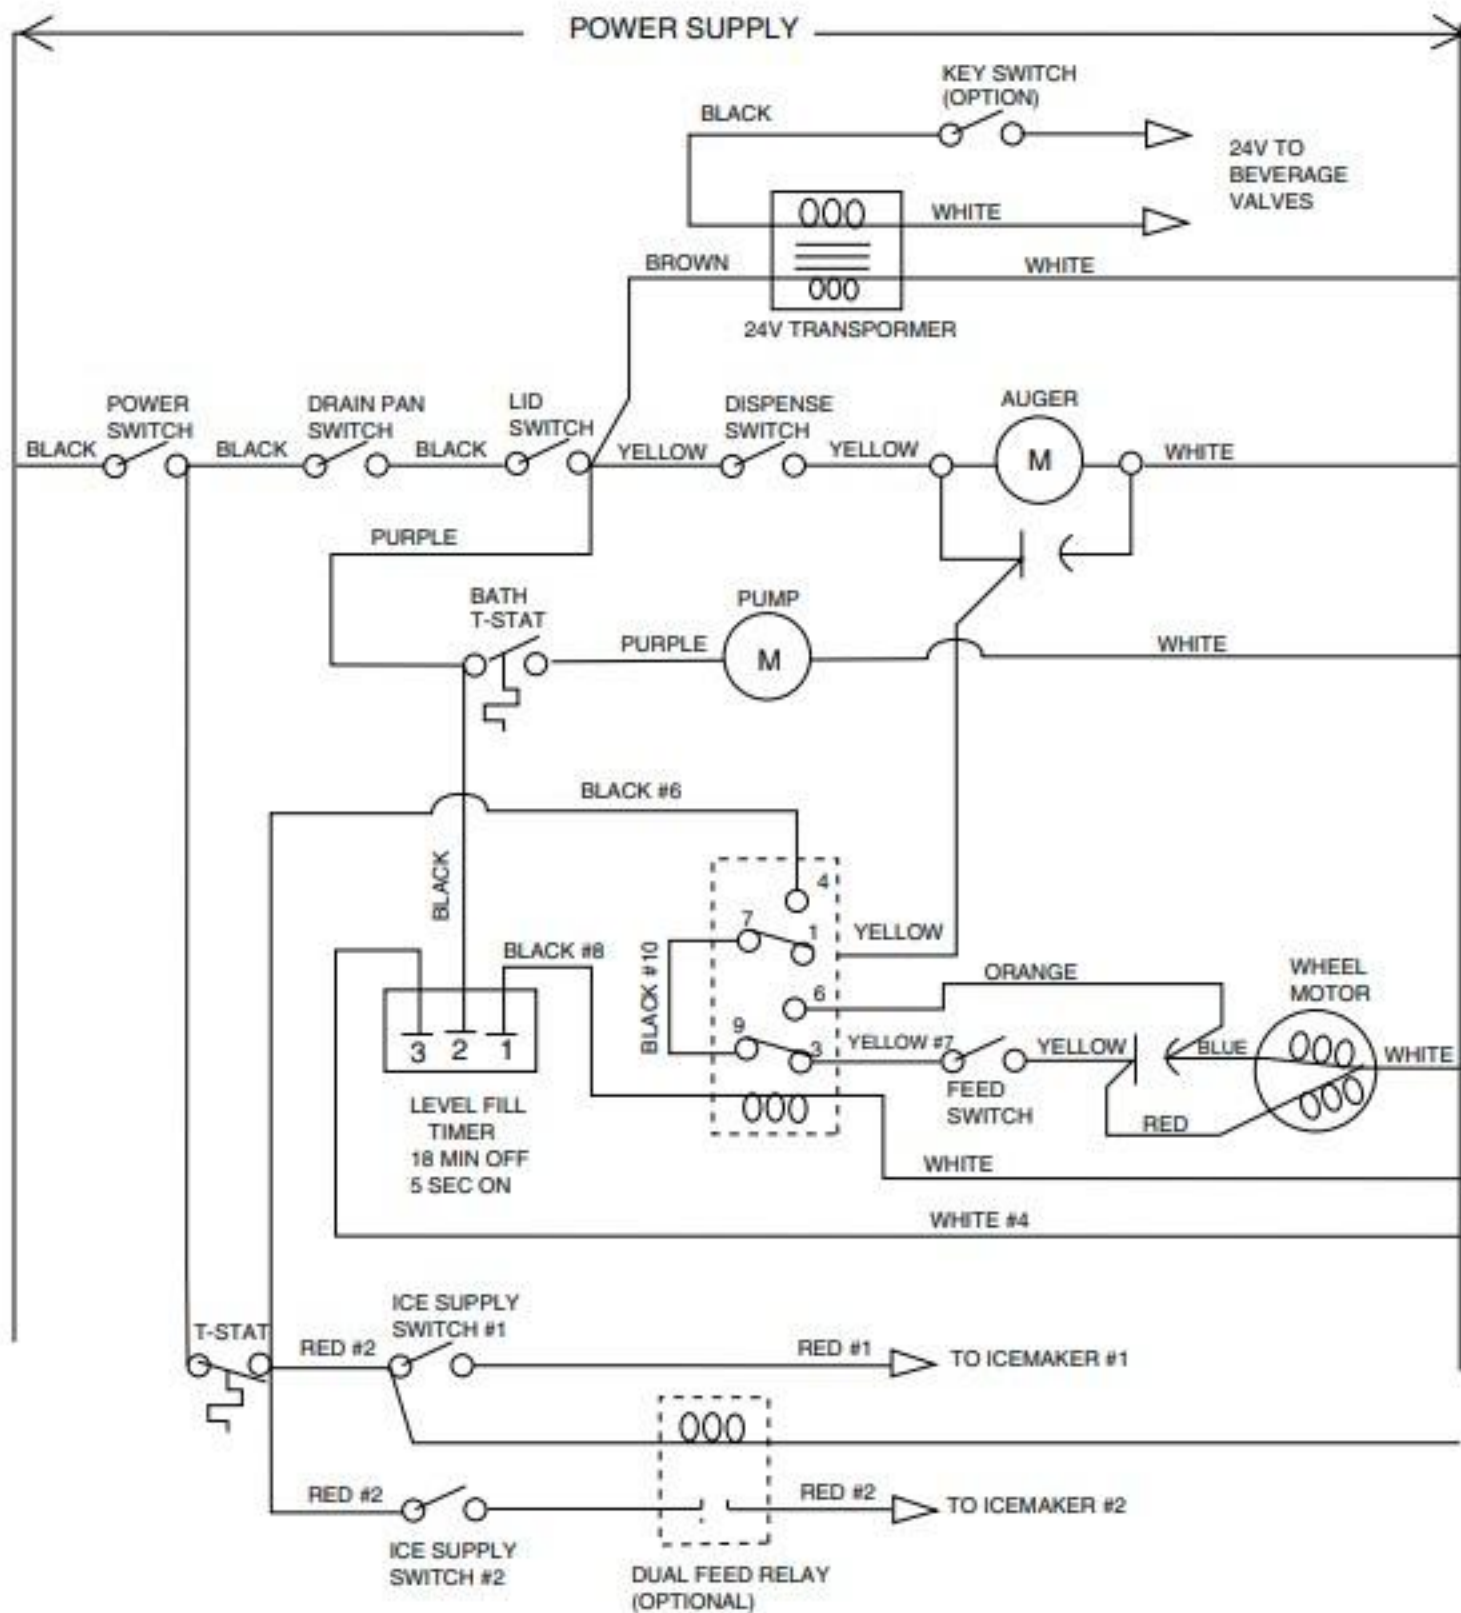 POWER SUPPLY
KEY SWITCH
(OPTION)
BLACK
24V TO
BEVERAGE
VALVES
WHITE
BROWN
WHITE
24V TRANSPORMER
POWER
SWITCH
DRAIN PAN
SWITCH
LID
SWITCH
DISPENSE
SWITCH
AUGER
BLACK
BLACK
BLACK
YELLOW
YELLOW
M
WHITE
PURPLE
BATH
T-STAT
PURPLE
PUMP
M
WHITE
BLACK #6
BLACK
4
7
1
YELLOW
BLACK #8
BLACK #10
ORANGE
WHEEL
MOTOR
6
9
3
YELLOW #7
YELLOW
BLUE
WHITE
3 2 1
FEED
SWITCH
RED
LEVEL FILL
TIMER
18 MIN OFF
5 SEC ON
WHITE
WHITE #4
T-STAT
RED #2
ICE SUPPLY
SWITCH #1
RED #1
TO ICEMAKER #1
RED #2
RED #2
TO ICEMAKER #2
ICE SUPPLY
SWITCH #2
DUAL FEED RELAY
(OPTIONAL)